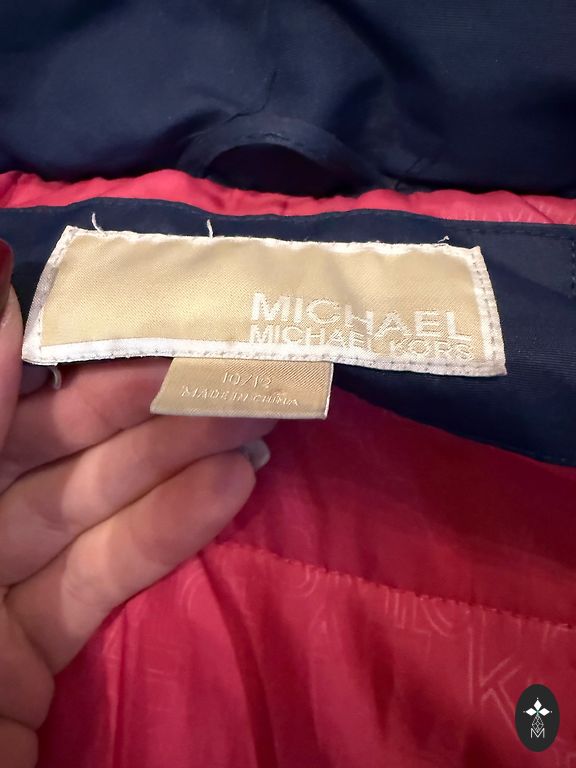 MICHAEL
MICHAEL KORS
10/12
MADE IN CHINA
K
M